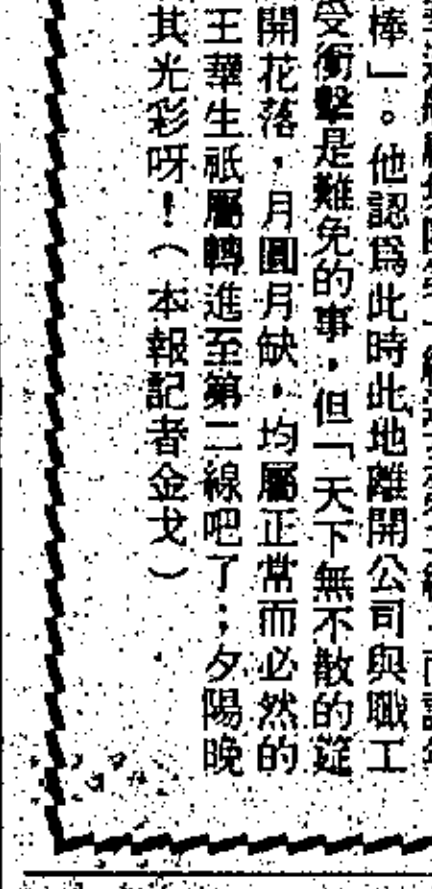 棒」。他認爲此時此地離開公司與職工
受衝擊是難免的事，但「天下無不散的筵
開花落，月圓月缺，均屬正常而必然的
王華生祇屬轉進至第二線吧了；夕陽晚
其光彩呀！（本報記者金戈）